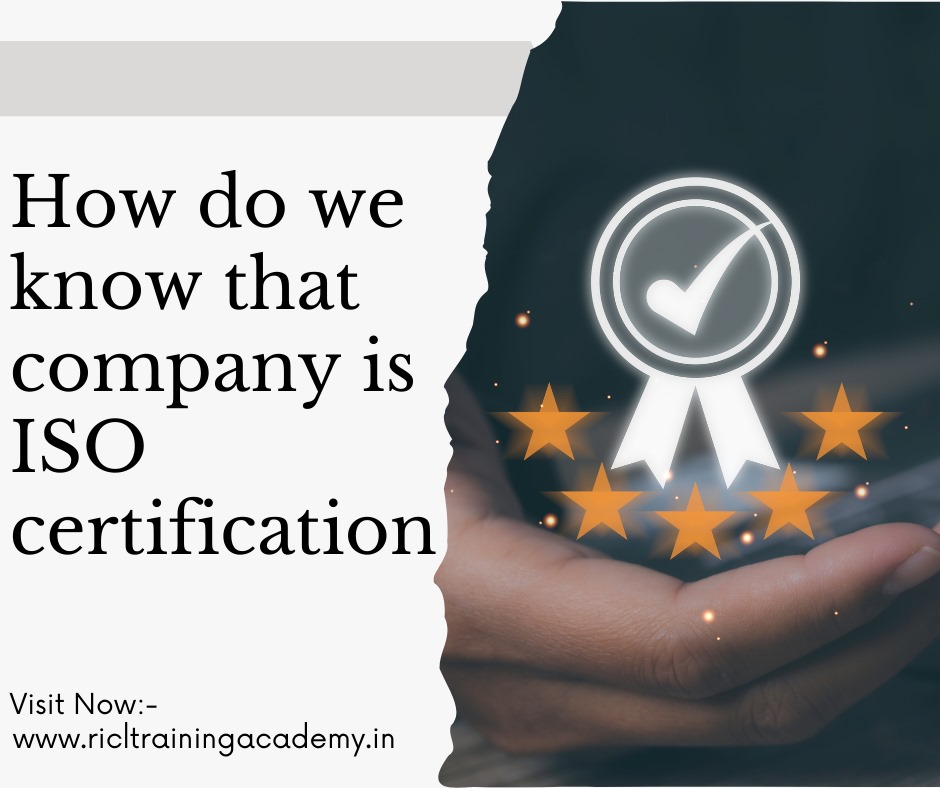 How do we
know that
company is
ISO
certification
Visit Now:-
www.ricltrainingacademy.in